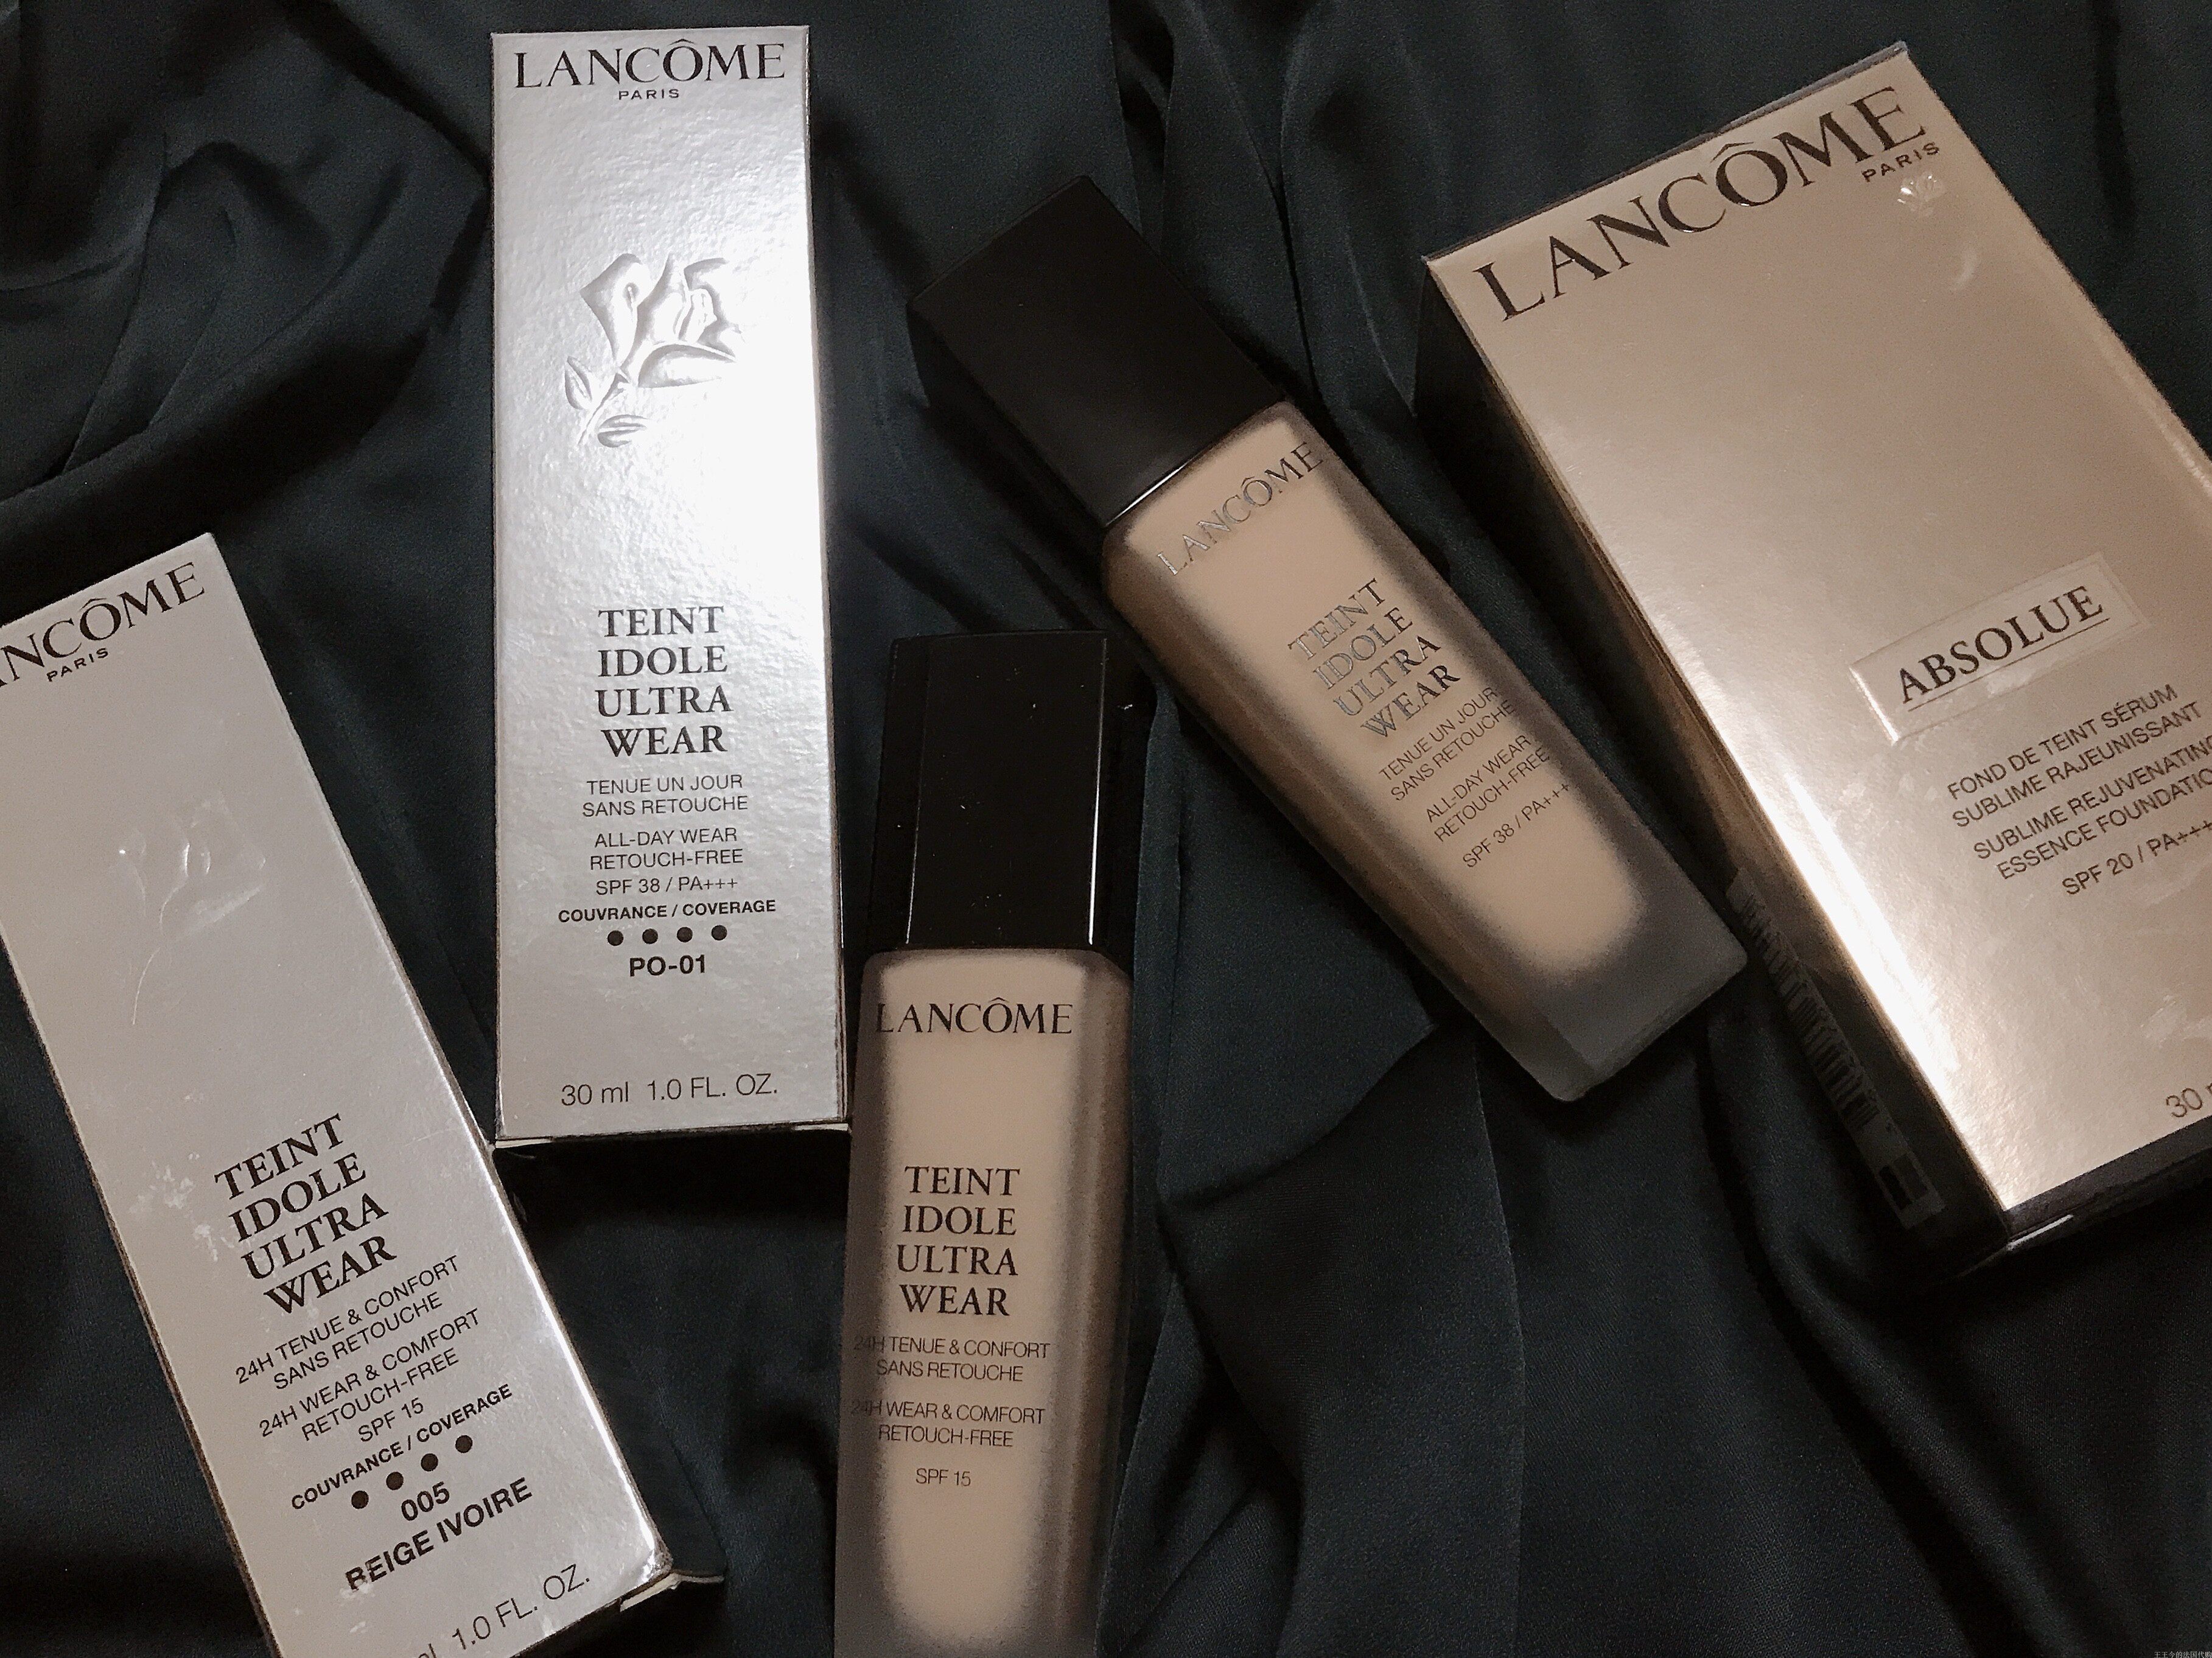 LANCÔME
PARIS
TEINT
IDOLE
ULTRA
WEAR
24H TENUE & CONFORT
SANS RETOUCHE
24H WEAR & COMFORT
RETOUCH-FREE
SPF 15
COUVRANCE / COVERAGE
005
BEIGE IVOIRE
1.0 FL. OZ.
LANCÔME
PARIS
TEINT
IDOLE
ULTRA
WEAR
TENUE UN JOUR
SANS RETOUCHE
ALL-DAY WEAR
RETOUCH-FREE
SPF 38 / PA+++
COUVRANCE / COVERAGE
PO-01
30 ml 1.0 FL. OZ.
LANCÔME
TEINT
IDOLE
ULTRA
WEAR
24H TENUE & CONFORT
SANS RETOUCHE
24H WEAR & COMFORT
RETOUCH-FREE
SPF 15
LANCÔME
TEINT
IDOLE
ULTRA
WEAR
TENUE UN JOUR
SANS RETOUCHE
ALL-DAY WEAR
RETOUCH-FREE
SPF 38 / PA+++
LANCÔME
PARIS
ABSOLUE
FOND DE TEINT SÉRUM
SUBLIME RAJEUNISSANT
SUBLIME REJUVENATING
ESSENCE FOUNDATION
SPF 20 / PA+++
30